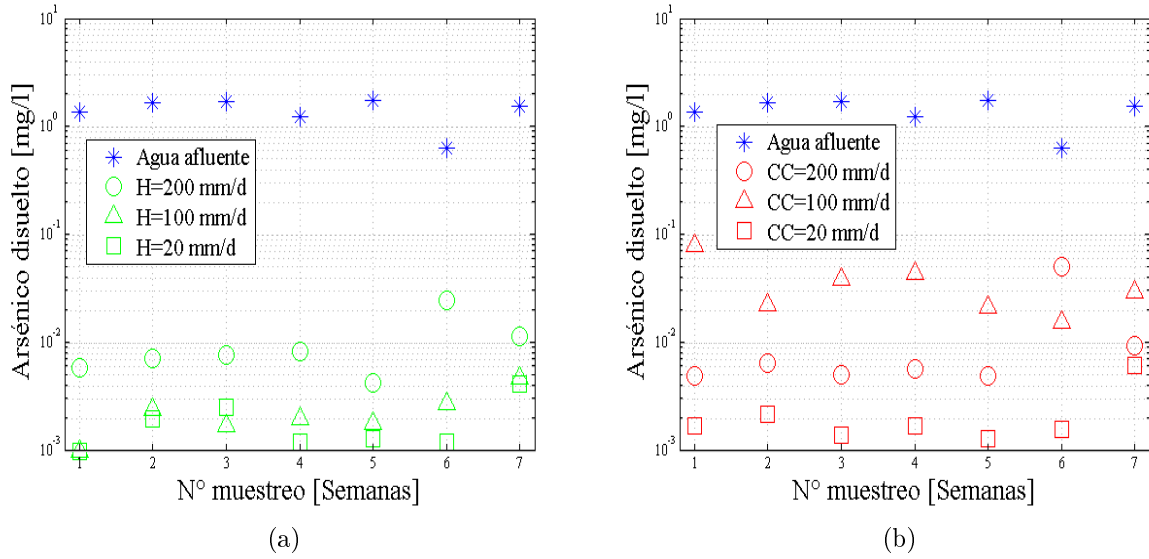 10^1
10^0
10^-1
10^-2
10^-3
Arsénico disuelto [mg/l]
Agua afluente
H=200 mm/d
H=100 mm/d
H=20 mm/d
1 2 3 4 5 6 7
N° muestreo [Semanas]
(a)
10^1
10^0
10^-1
10^-2
10^-3
Arsénico disuelto [mg/l]
Agua afluente
CC=200 mm/d
CC=100 mm/d
CC=20 mm/d
1 2 3 4 5 6 7
N° muestreo [Semanas]
(b)